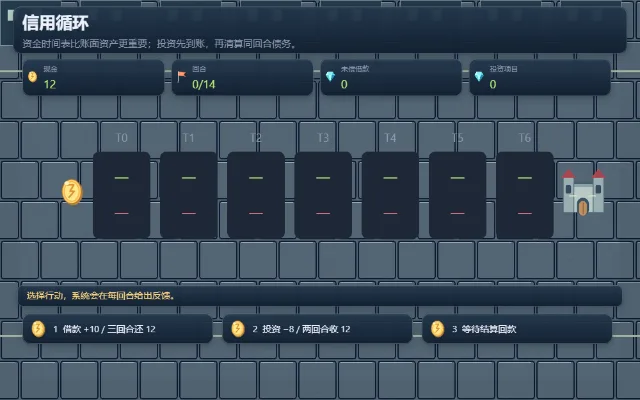 信用循环
资金时间表比账面资产更重要；投资先到账，再清算同回合债务。
现金
12
回合
0/14
未偿借款
0
投资项目
0
T0
T1
T2
T3
T4
T5
T6
选择行动，系统会在每回合给出反馈。
1 借款 +10 / 三回合还 12
2 投资 −8 / 两回合收 12
3 等待结算回款